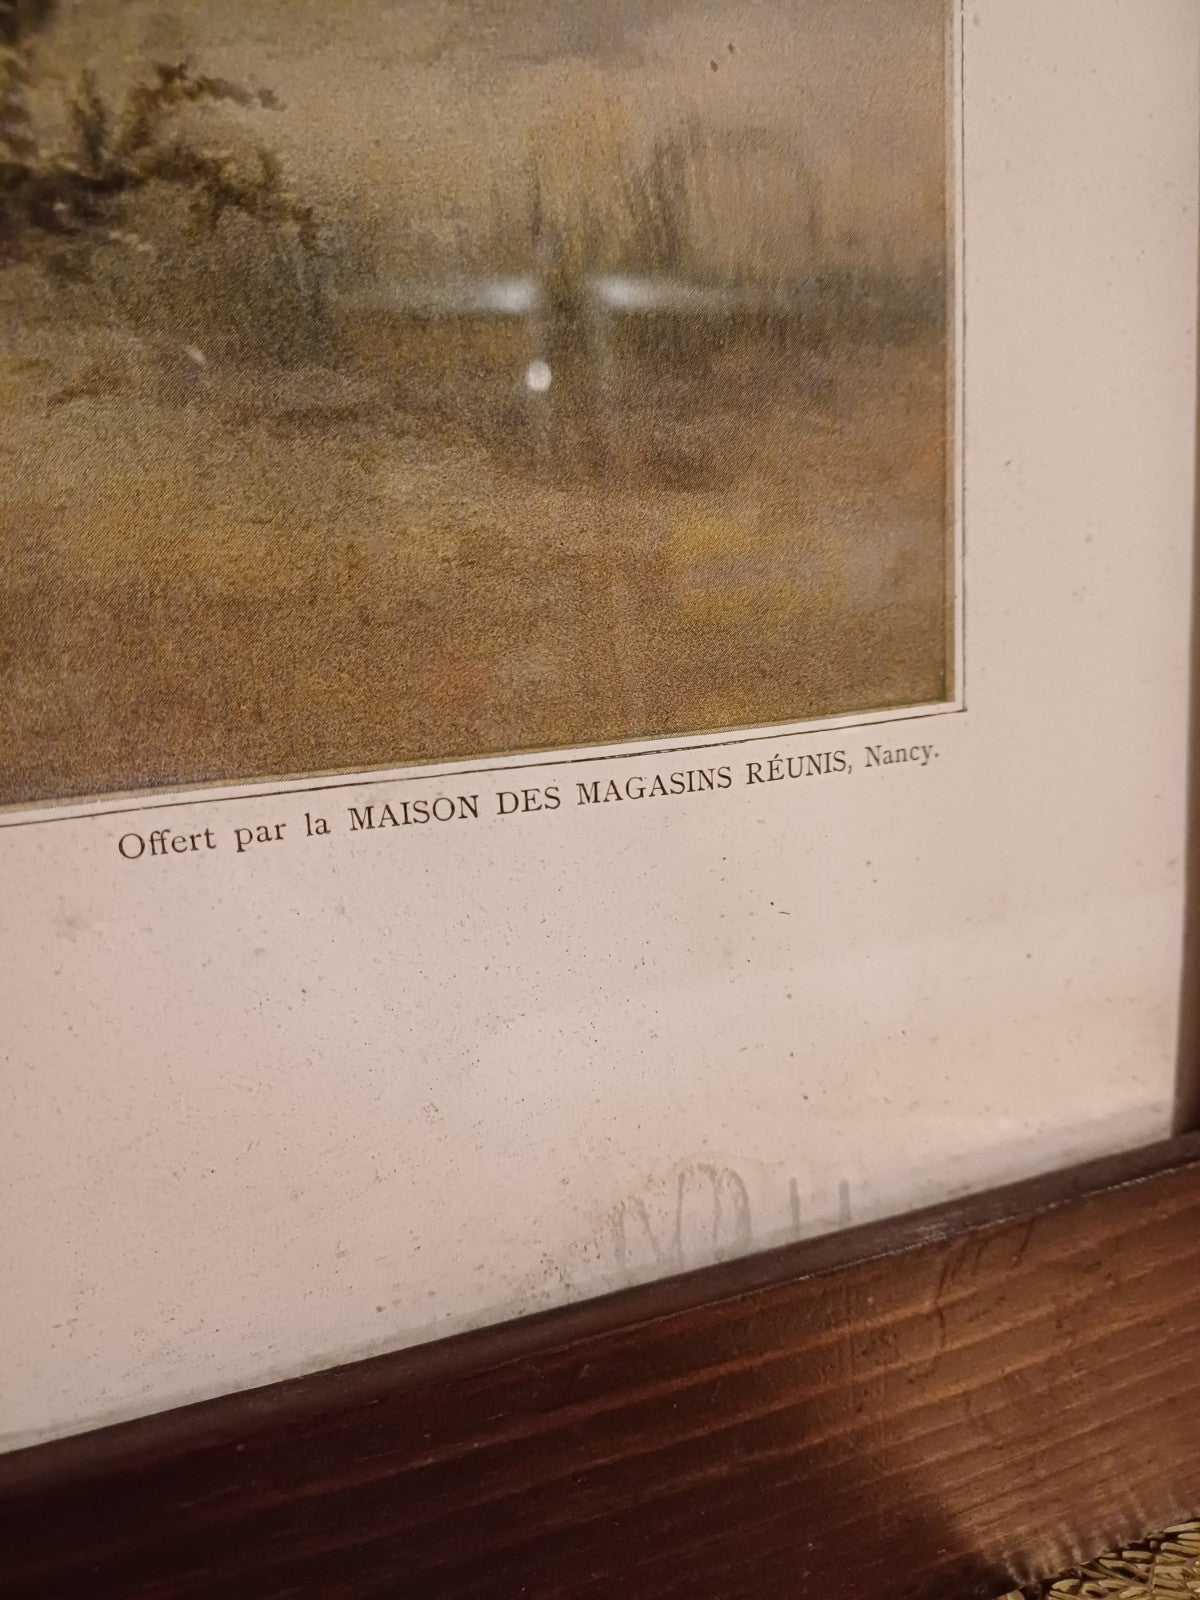 Offert par la MAISON DES MAGASINS RÉUNIS, Nancy.